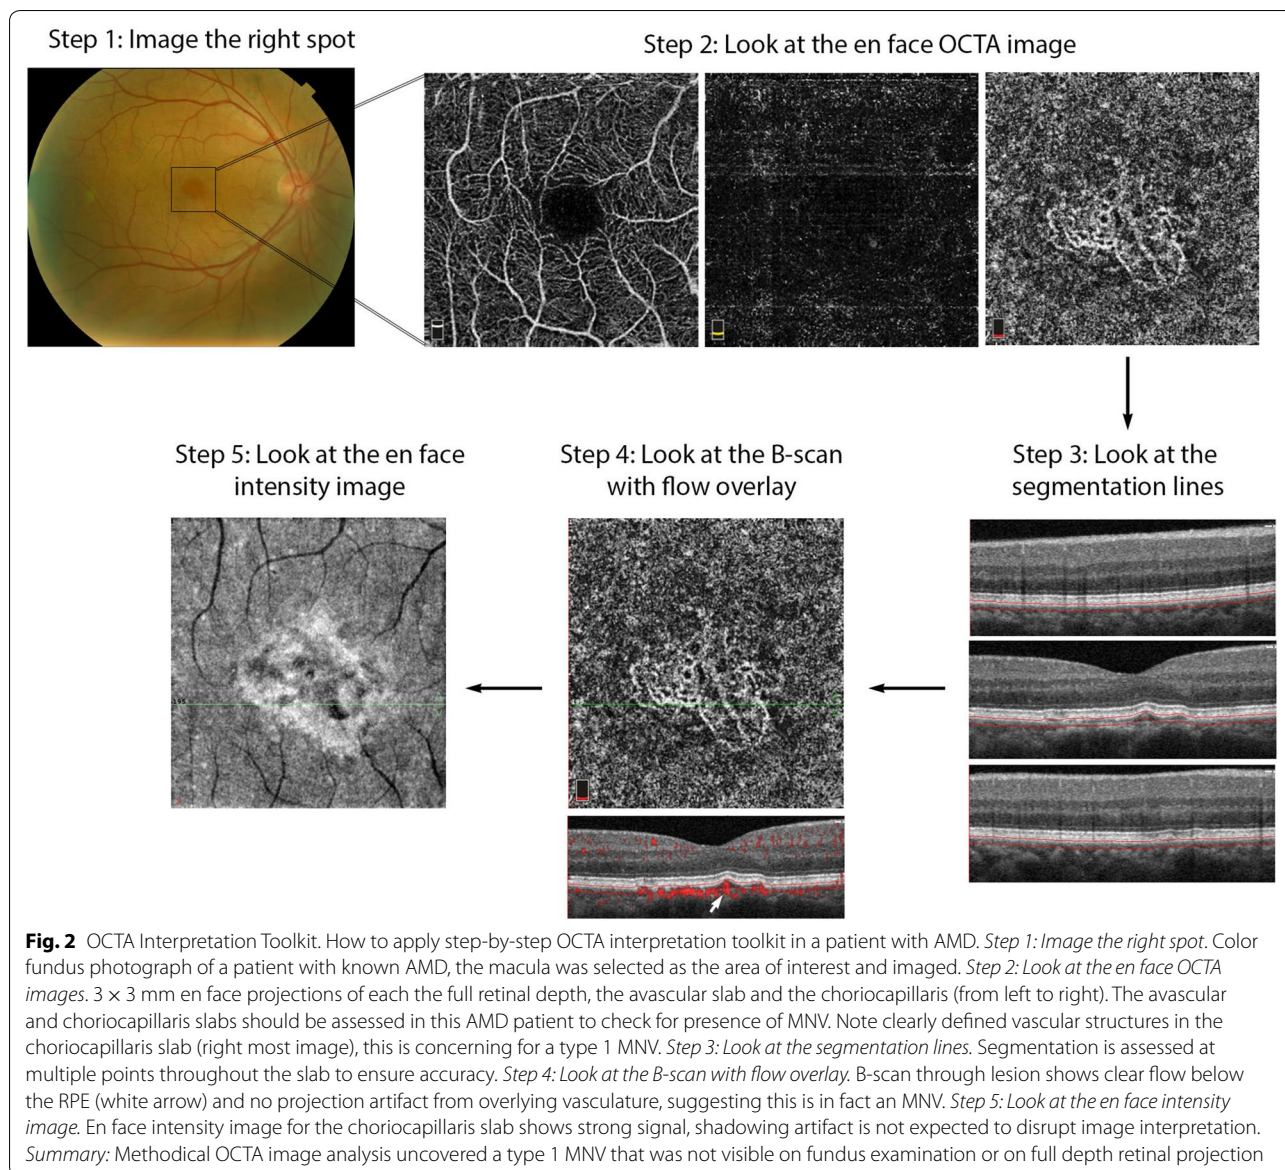 Step 1: Image the right spot
Step 2: Look at the en face OCTA image
Step 5: Look at the en face
intensity image
Step 4: Look at the B-scan
with flow overlay
Step 3: Look at the
segmentation lines
Fig. 2 OCTA Interpretation Toolkit. How to apply step-by-step OCTA interpretation toolkit in a patient with AMD. Step 1: Image the right spot. Color
fundus photograph of a patient with known AMD, the macula was selected as the area of interest and imaged. Step 2: Look at the en face OCTA
images. 3 × 3 mm en face projections of each the full retinal depth, the avascular slab and the choriocapillaris (from left to right). The avascular
and choriocapillaris slabs should be assessed in this AMD patient to check for presence of MNV. Note clearly defined vascular structures in the
choriocapillaris slab (right most image), this is concerning for a type 1 MNV. Step 3: Look at the segmentation lines. Segmentation is assessed at
multiple points throughout the slab to ensure accuracy. Step 4: Look at the B-scan with flow overlay. B-scan through lesion shows clear flow below
the RPE (white arrow) and no projection artifact from overlying vasculature, suggesting this is in fact an MNV. Step 5: Look at the en face intensity
image. En face intensity image for the choriocapillaris slab shows strong signal, shadowing artifact is not expected to disrupt image interpretation.
Summary: Methodical OCTA image analysis uncovered a type 1 MNV that was not visible on fundus examination or on full depth retinal projection